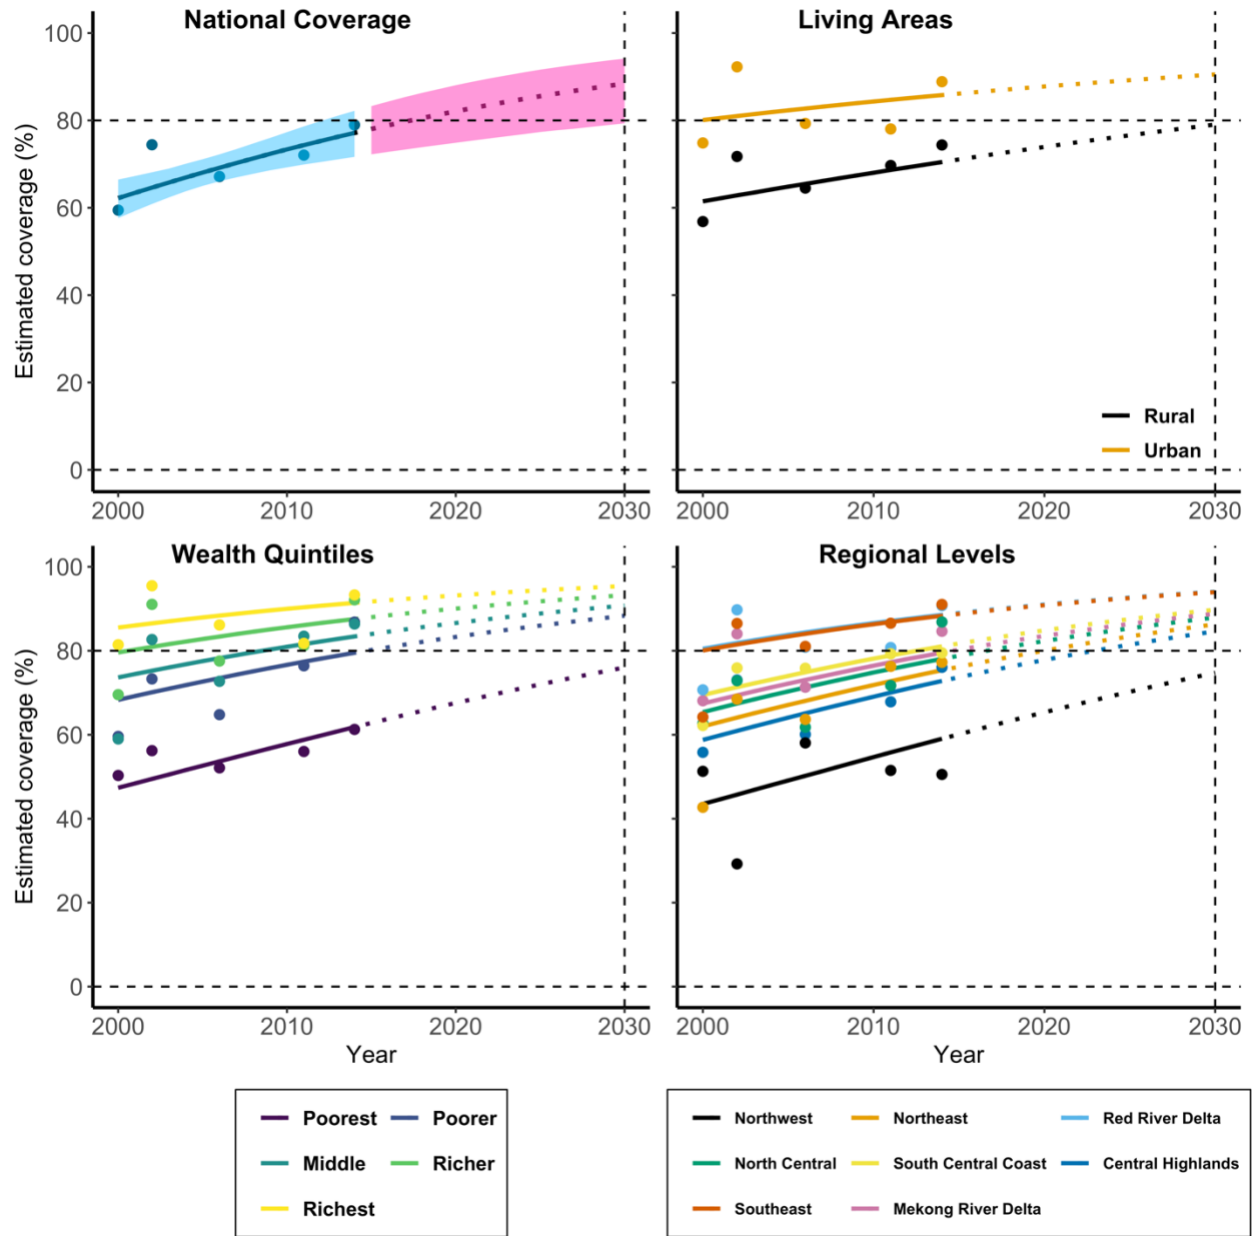 National Coverage
Living Areas
Estimated coverage (%)
100
80
60
40
20
0
2000
2010
2020
2030
Rural
Urban
2000
2010
2020
2030
Wealth Quintiles
Regional Levels
Estimated coverage (%)
100
80
60
40
20
0
2000
2010
2020
2030
Year
2000
2010
2020
2030
Year
Poorest
Poorer
Middle
Richer
Richest
Northwest
Northeast
Red River Delta
North Central
South Central Coast
Central Highlands
Southeast
Mekong River Delta